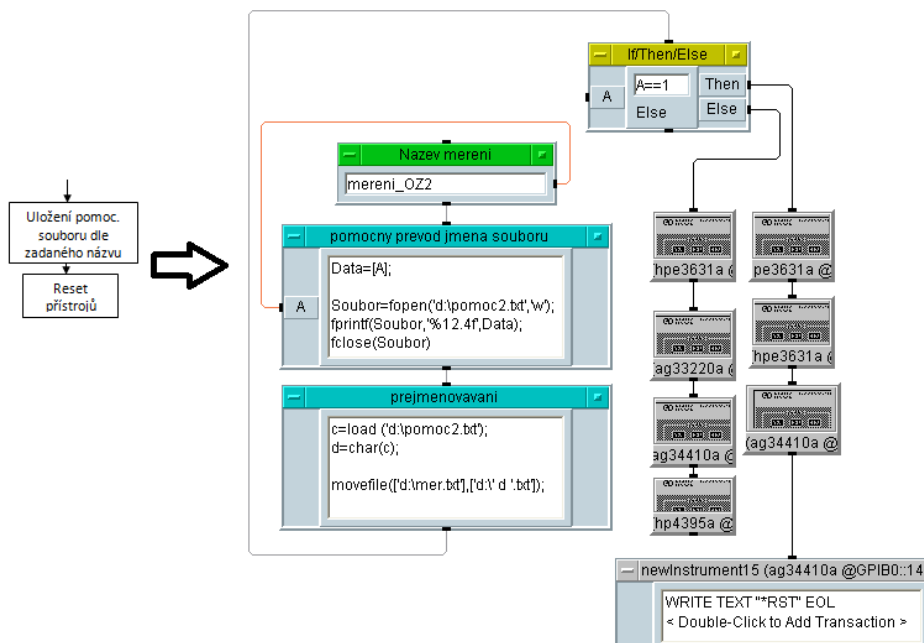 Uložení pomoc.
souboru dle
zadaného názvu
Reset
přístrojů
If/Then/Else
A
A==1
Else
Then
Else
Nazev mereni
mereni_OZ2
pomocny prevod jmena souboru
A
Data=[A];
Soubor=fopen('d:\pomoc2.txt','w');
fprintf(Soubor,'%12.4f',Data);
fclose(Soubor)
prejmenovavani
c=load ('d:\pomoc2.txt');
d=char(c);
movefile(['d:\mer.txt'],['d:\' d '.txt']);
hpe3631a @
pe3631a @
(ag33220a @
hpe3631a @
ag34410a @
(ag34410a @
hp4395a @
newInstrument15 (ag34410a @GPIB0::14
WRITE TEXT "*RST" EOL
< Double-Click to Add Transaction >